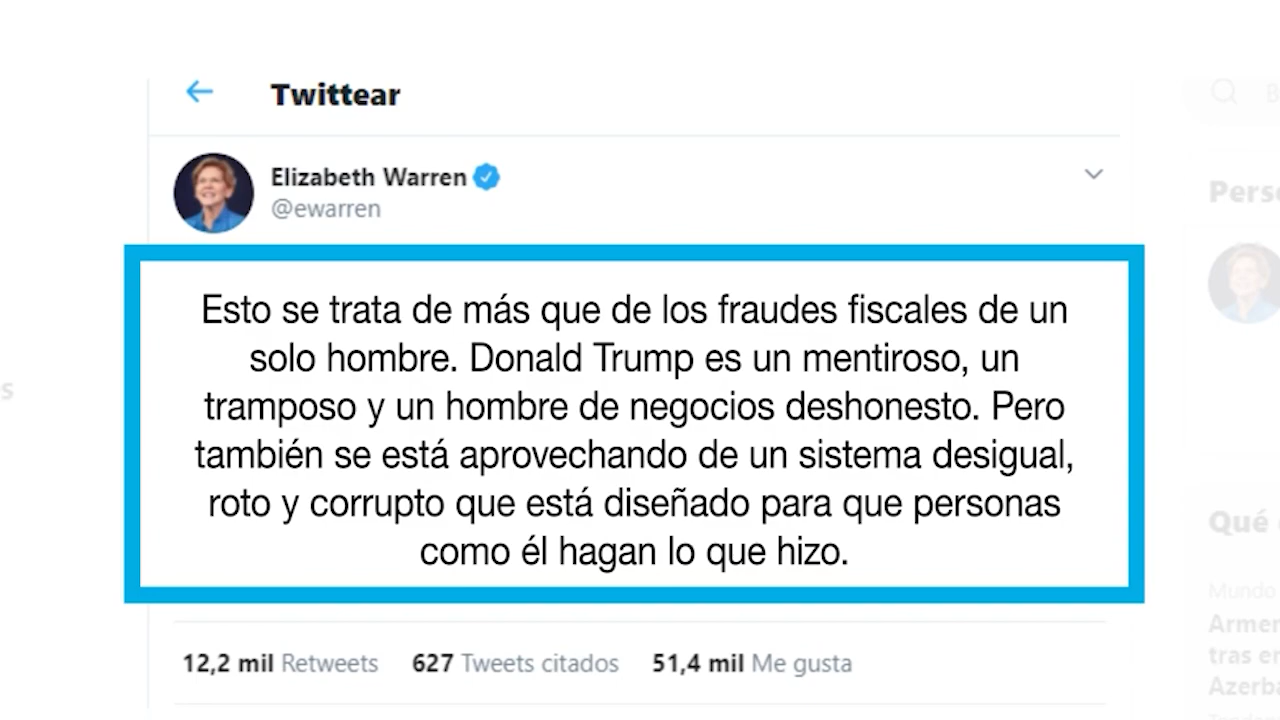 Twittear
Elizabeth Warren
@ewarren
Esto se trata de más que de los fraudes fiscales de un
solo hombre. Donald Trump es un mentiroso, un
tramposo y un hombre de negocios deshonesto. Pero
también se está aprovechando de un sistema desigual,
roto y corrupto que está diseñado para que personas
como él hagan lo que hizo.
12,2 mil Retweets 627 Tweets citados 51,4 mil Me gusta
Qué
Mundo
tras